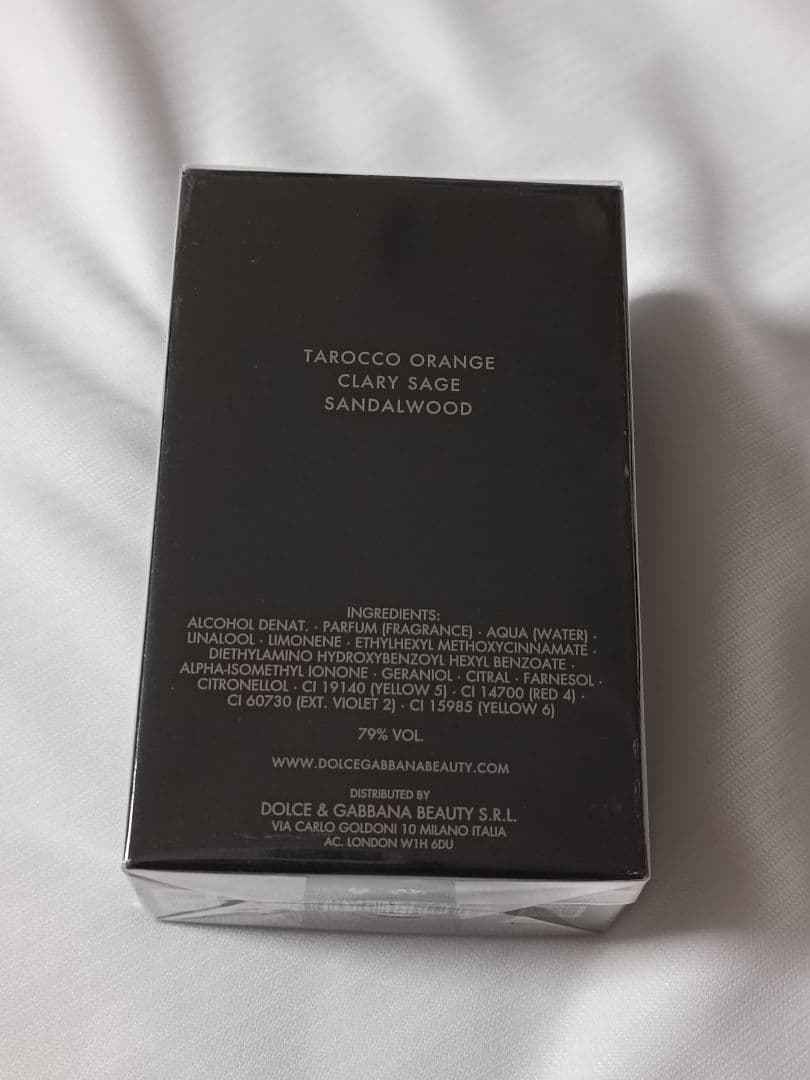 TAROCCO ORANGE
CLARY SAGE
SANDALWOOD
INGREDIENTS:
ALCOHOL DENAT. · PARFUM (FRAGRANCE) · AQUA (WATER) ·
LINALOOL · LIMONENE · ETHYLHEXYL METHOXYCINNAMATE ·
DIETHYLAMINO HYDROXYBENZOYL HEXYL BENZOATE ·
ALPHA-ISOMETHYL IONONE · GERANIOL · CITRAL · FARNESOL ·
CITRONELLOL · CI 19140 (YELLOW 5) · CI 14700 (RED 4) ·
CI 60730 (EXT. VIOLET 2) · CI 15985 (YELLOW 6)
79% VOL.
WWW.DOLCEGABBANABEAUTY.COM
DISTRIBUTED BY
DOLCE & GABBANA BEAUTY S.R.L.
VIA CARLO GOLDONI 10 MILANO ITALIA
AC. LONDON W1H 6DU